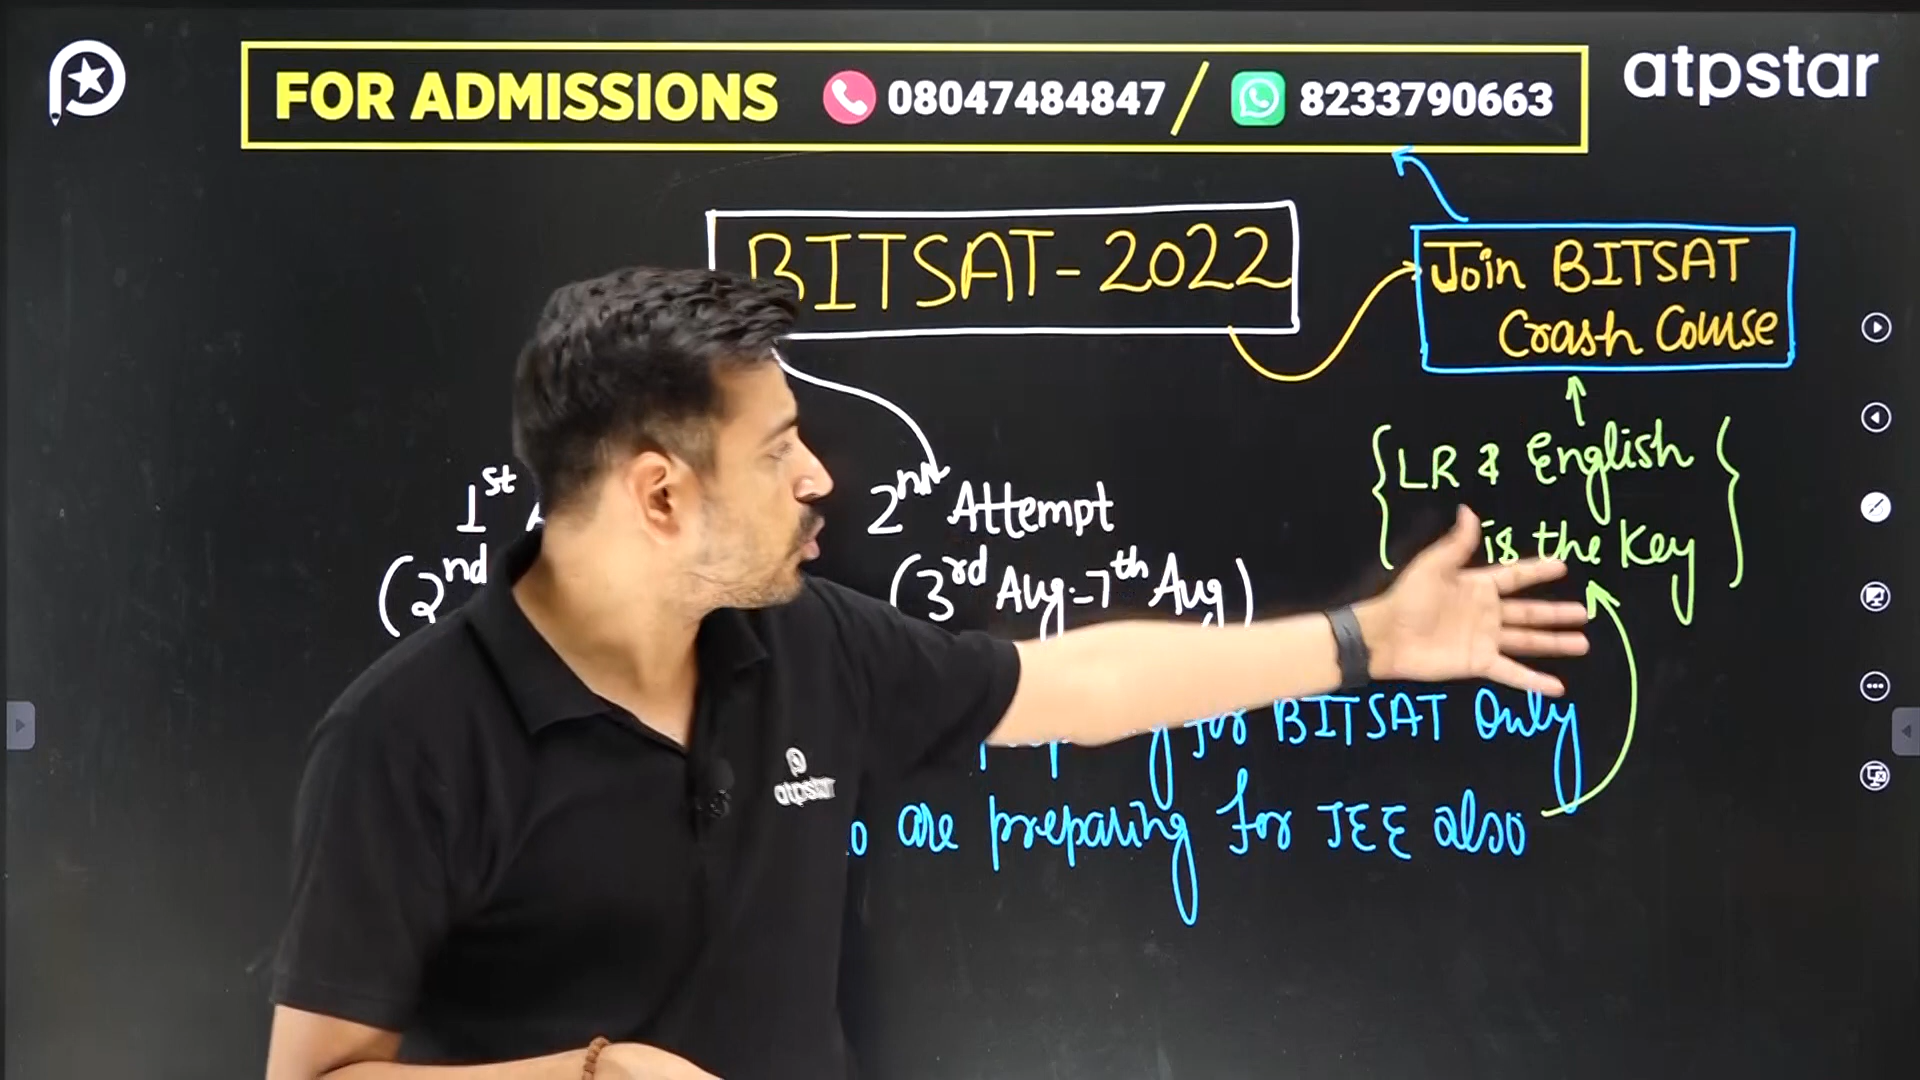 FOR ADMISSIONS 08047484847 / 8233790663
atpstar
BITSAT-2022
Join BITSAT
Crash Course
LR & English
is the Key
1st
2nd Attempt
(2nd
(3rd Aug-7th Aug)
for BITSAT Only
are preparing for JEE also
atpstar